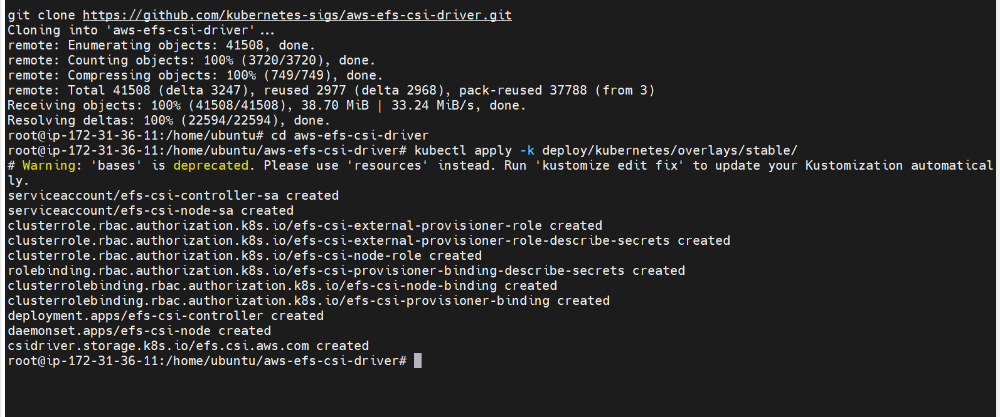 git clone https://github.com/kubernetes-sigs/aws-efs-csi-driver.git
Cloning into 'aws-efs-csi-driver'...
remote: Enumerating objects: 41508, done.
remote: Counting objects: 100% (3720/3720), done.
remote: Compressing objects: 100% (749/749), done.
remote: Total 41508 (delta 3247), reused 2977 (delta 2968), pack-reused 37788 (from 3)
Receiving objects: 100% (41508/41508), 38.70 MiB | 33.24 MiB/s, done.
Resolving deltas: 100% (22594/22594), done.
root@ip-172-31-36-11:/home/ubuntu# cd aws-efs-csi-driver
root@ip-172-31-36-11:/home/ubuntu/aws-efs-csi-driver# kubectl apply -k deploy/kubernetes/overlays/stable/
# Warning: 'bases' is deprecated. Please use 'resources' instead. Run 'kustomize edit fix' to update your Kustomization automatical
ly.
serviceaccount/efs-csi-controller-sa created
serviceaccount/efs-csi-node-sa created
clusterrole.rbac.authorization.k8s.io/efs-csi-external-provisioner-role created
clusterrole.rbac.authorization.k8s.io/efs-csi-external-provisioner-role-describe-secrets created
clusterrole.rbac.authorization.k8s.io/efs-csi-node-role created
rolebinding.rbac.authorization.k8s.io/efs-csi-provisioner-binding-describe-secrets created
clusterrolebinding.rbac.authorization.k8s.io/efs-csi-node-binding created
clusterrolebinding.rbac.authorization.k8s.io/efs-csi-provisioner-binding created
deployment.apps/efs-csi-controller created
daemonset.apps/efs-csi-node created
csidriver.storage.k8s.io/efs.csi.aws.com created
root@ip-172-31-36-11:/home/ubuntu/aws-efs-csi-driver#